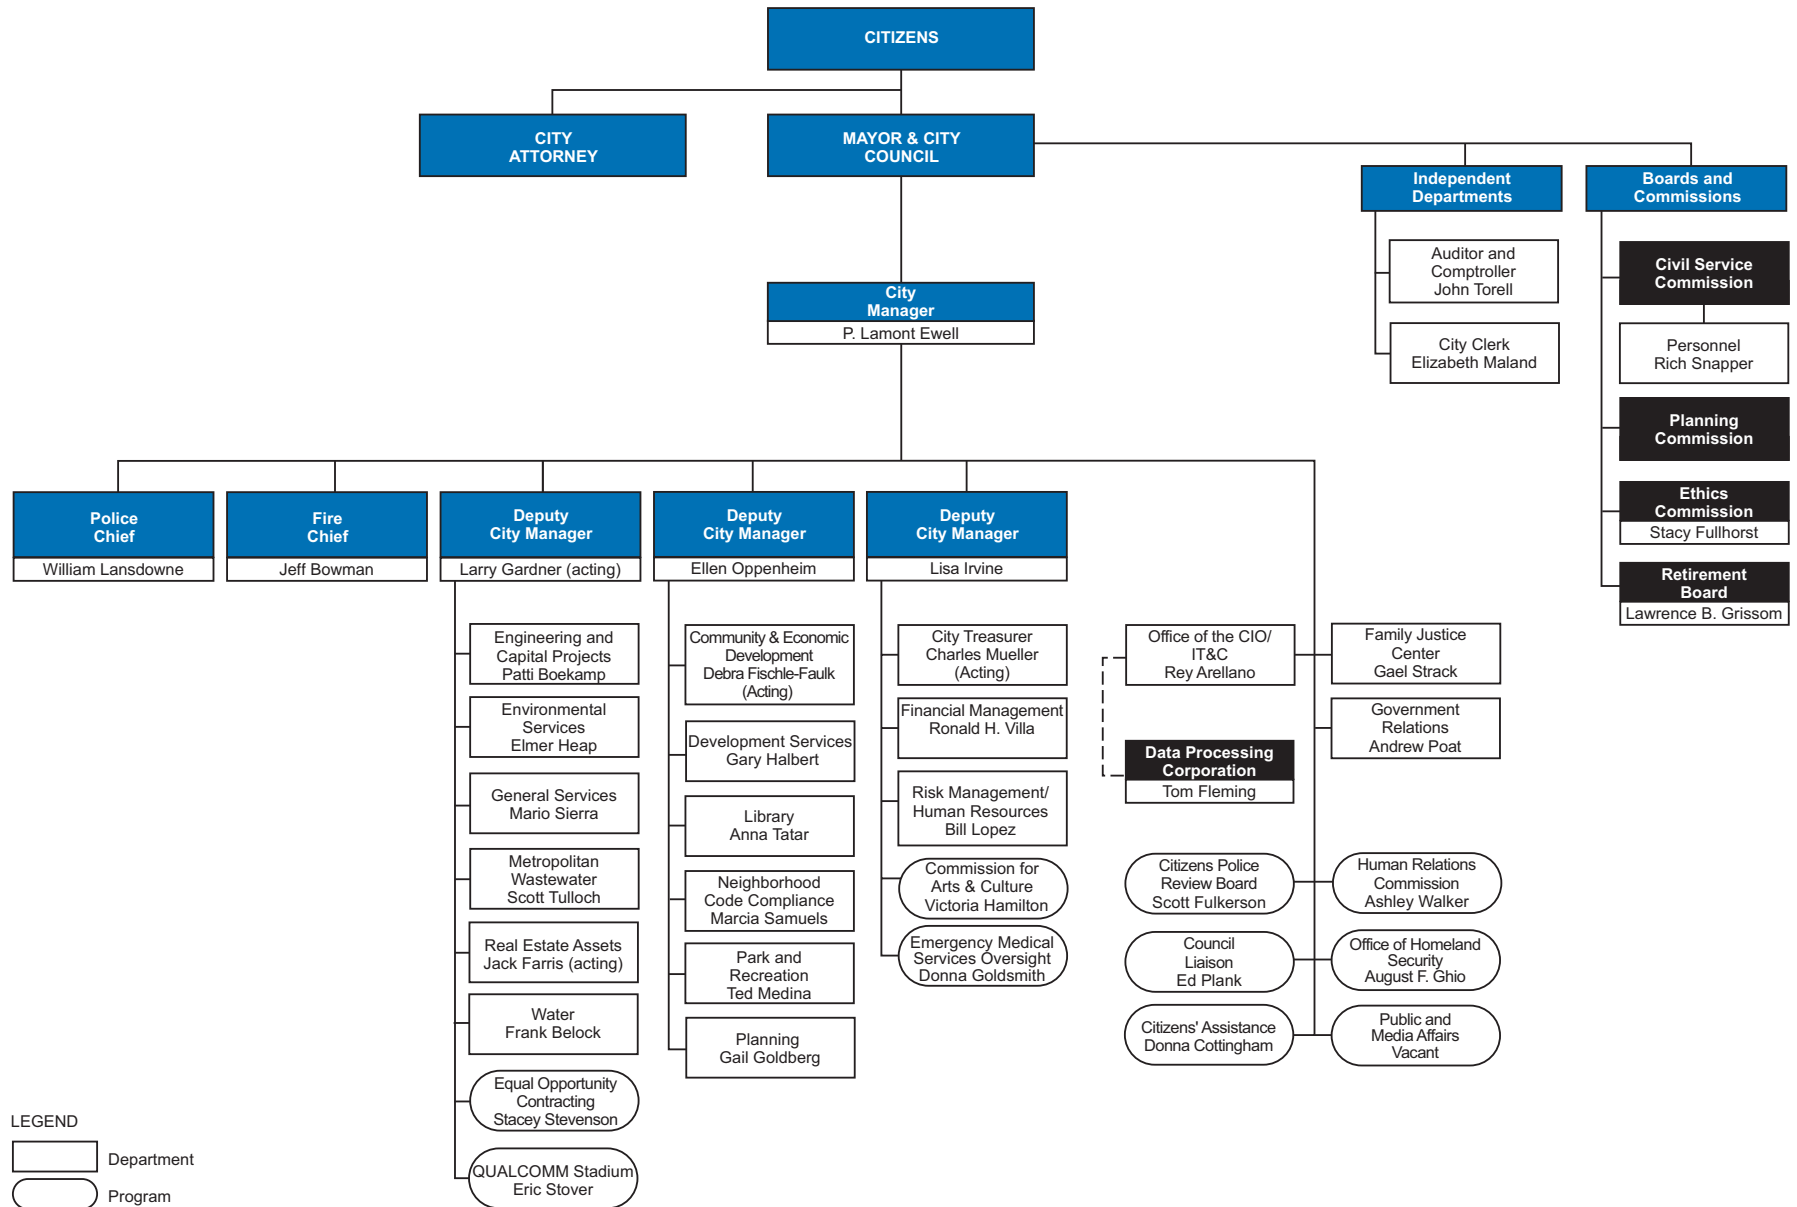 CITIZENS
CITY
ATTORNEY
MAYOR & CITY
COUNCIL
Independent
Departments
Boards and
Commissions
Auditor and
Comptroller
John Torell
City Clerk
Elizabeth Maland
Civil Service
Commission
Personnel
Rich Snapper
Planning
Commission
Ethics
Commission
Stacy Fullhorst
Retirement
Board
Lawrence B. Grissom
City
Manager
P. Lamont Ewell
Police
Chief
William Lansdowne
Fire
Chief
Jeff Bowman
Deputy
City Manager
Larry Gardner (acting)
Deputy
City Manager
Ellen Oppenheim
Deputy
City Manager
Lisa Irvine
Engineering and
Capital Projects
Patti Boekamp
Environmental
Services
Elmer Heap
General Services
Mario Sierra
Metropolitan
Wastewater
Scott Tulloch
Real Estate Assets
Jack Farris (acting)
Water
Frank Belock
Equal Opportunity
Contracting
Stacey Stevenson
QUALCOMM Stadium
Eric Stover
Community & Economic
Development
Debra Fischle-Faulk
(Acting)
Development Services
Gary Halbert
Library
Anna Tatar
Neighborhood
Code Compliance
Marcia Samuels
Park and
Recreation
Ted Medina
Planning
Gail Goldberg
City Treasurer
Charles Mueller
(Acting)
Financial Management
Ronald H. Villa
Risk Management/
Human Resources
Bill Lopez
Commission for
Arts & Culture
Victoria Hamilton
Emergency Medical
Services Oversight
Donna Goldsmith
Office of the CIO/
IT&C
Rey Arellano
Data Processing
Corporation
Tom Fleming
Family Justice
Center
Gael Strack
Government
Relations
Andrew Poat
Citizens Police
Review Board
Scott Fulkerson
Human Relations
Commission
Ashley Walker
Council
Liaison
Ed Plank
Office of Homeland
Security
August F. Ghio
Citizens' Assistance
Donna Cottingham
Public and
Media Affairs
Vacant
LEGEND
Department
Program